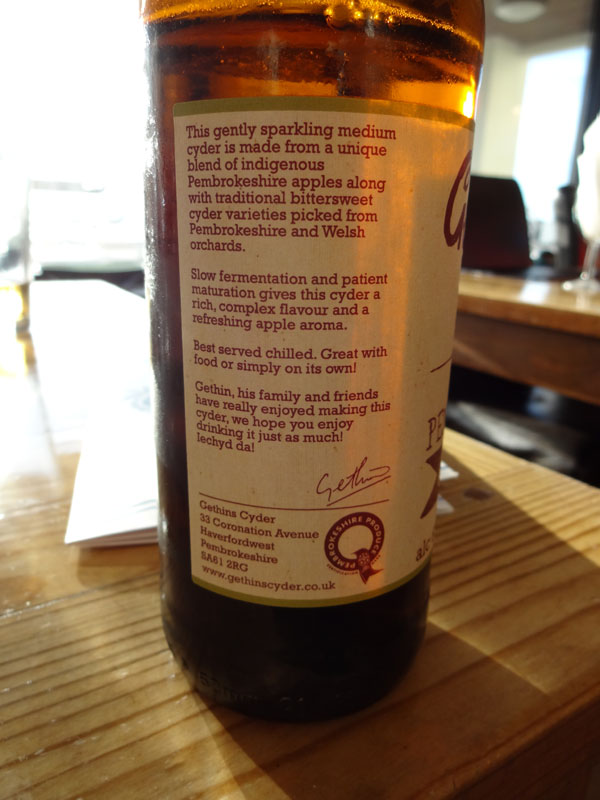 This gently sparkling medium
cyder is made from a unique
blend of indigenous
Pembrokeshire apples along
with traditional bittersweet
cyder varieties picked from
Pembrokeshire and Welsh
orchards.
Slow fermentation and patient
maturation gives this cyder a
rich, complex flavour and a
refreshing apple aroma.
Best served chilled. Great with
food or simply on its own!
Gethin, his family and friends
have really enjoyed making this
cyder, we hope you enjoy
drinking it just as much!
Iechyd da!
Gethin
Gethins Cyder
33 Coronation Avenue
Haverfordwest
Pembrokeshire
SA61 2RG
www.gethinscyder.co.uk
PEMBROKESHIRE PRODUCE
G
PE
alc